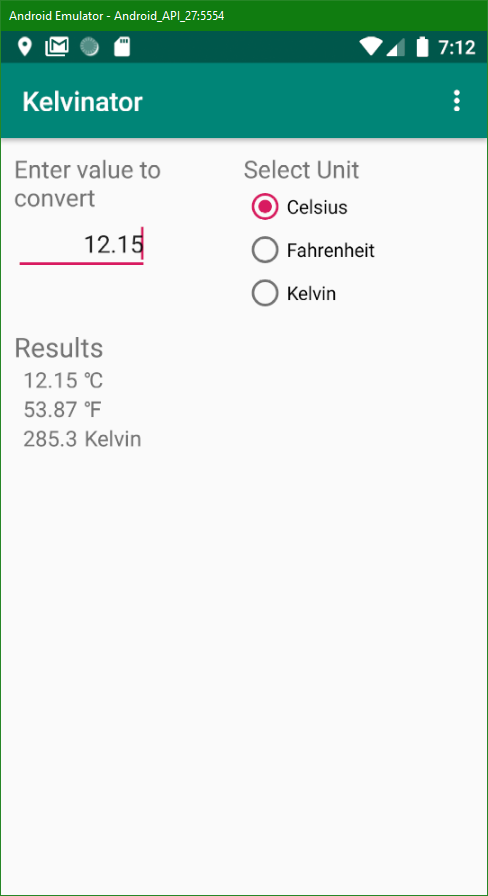 Android Emulator - Android_API_27:5554
7:12
Kelvinator
Enter value to
convert
12.15
Select Unit
Celsius
Fahrenheit
Kelvin
Results
12.15 °C
53.87 °F
285.3 Kelvin